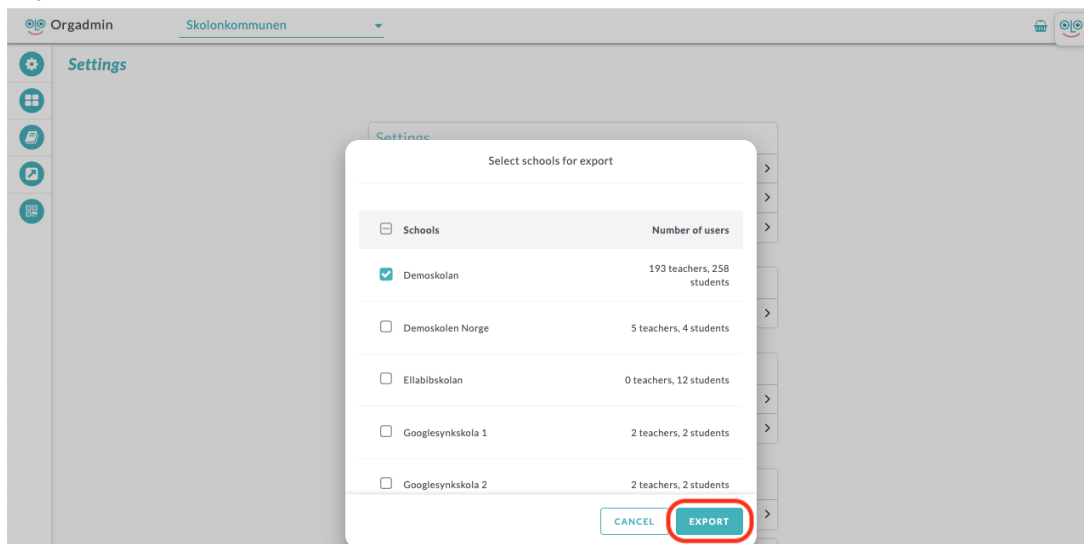 Orgadmin
Skolonkommunen
Settings
Settings
Select schools for export
Schools
Number of users
Demoskolan
193 teachers, 258
students
Demoskolen Norge
5 teachers, 4 students
Ellabibskolan
0 teachers, 12 students
Googlesynkskola 1
2 teachers, 2 students
Googlesynkskola 2
2 teachers, 2 students
CANCEL
EXPORT